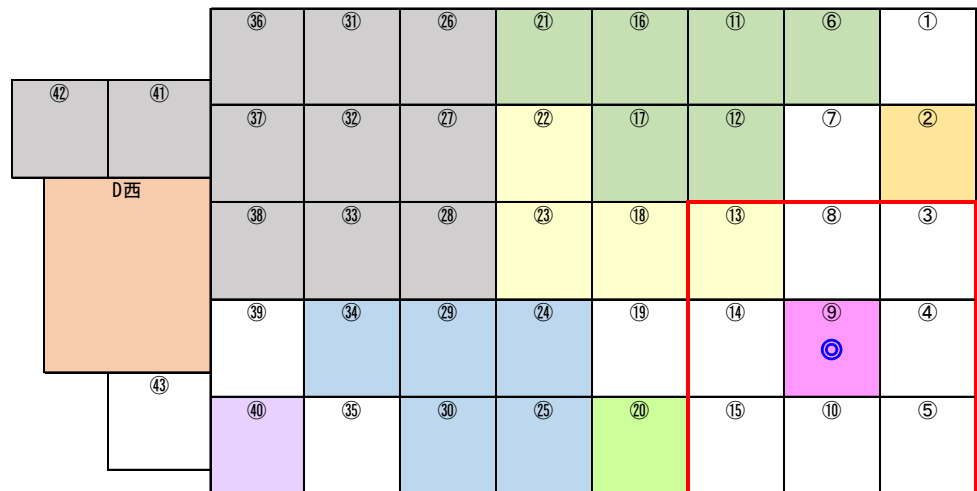 ㊱ ㉛ ㉖ ㉑ ⑯ ⑪ ⑥ ①
㊷ ㊶
㊲ ㉜ ㉗ ㉒ ⑰ ⑫ ⑦ ②
D西
㊳ ㉝ ㉘ ㉓ ⑱ ⑬ ⑧ ③
㊴ ㉞ ㉙ ㉔ ⑲ ⑭ ⑨ ④
◎
㊸
㊵ ㉟ ㉚ ㉕ ⑳ ⑮ ⑩ ⑤